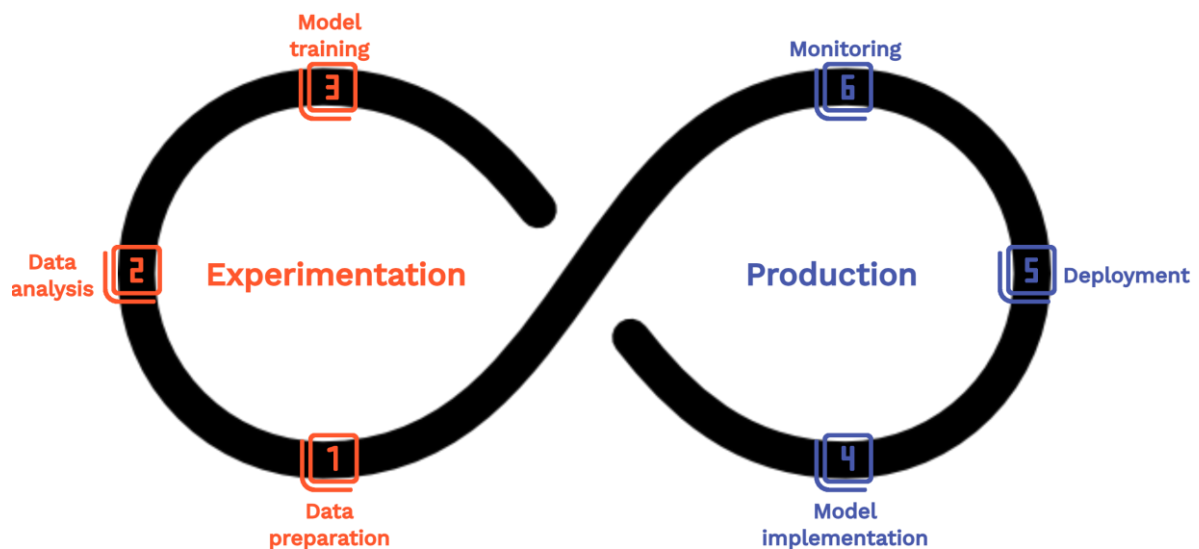 Model
training
3
Monitoring
6
Data
analysis
2
Experimentation
Production
5
Deployment
1
Data
preparation
4
Model
implementation